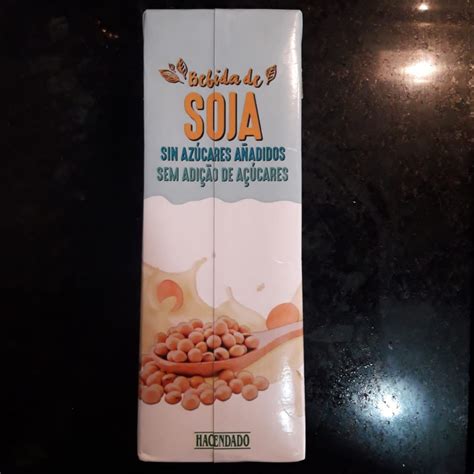 Bebida de
SOJA
SIN AZÚCARES AÑADIDOS
SEM ADIÇÃO DE AÇÚCARES
HACENDADO